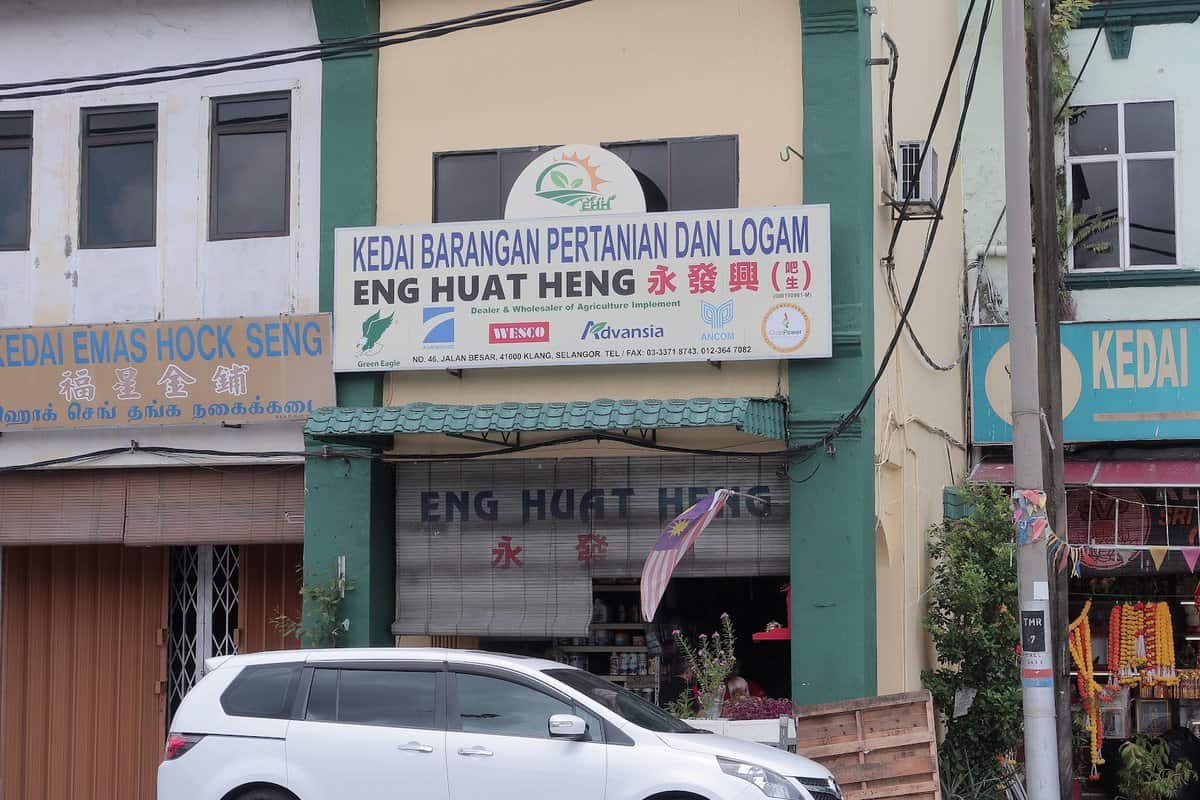 EHH
KEDAI BARANGAN PERTANIAN DAN LOGAM
ENG HUAT HENG 永發興 (吧生)
Dealer & Wholesaler of Agriculture Implement
Green Eagle
WESCO
Advansia
ANCOM
NO. 46, JALAN BESAR, 41000 KLANG, SELANGOR. TEL / FAX: 03-3371 8743, 012-364 7082
KEDAI EMAS HOCK SENG
福星金鋪
ஹொக் செங் தங்க நகைக்கடை
ENG HUAT HENG
永發
KEDAI
TMR
7